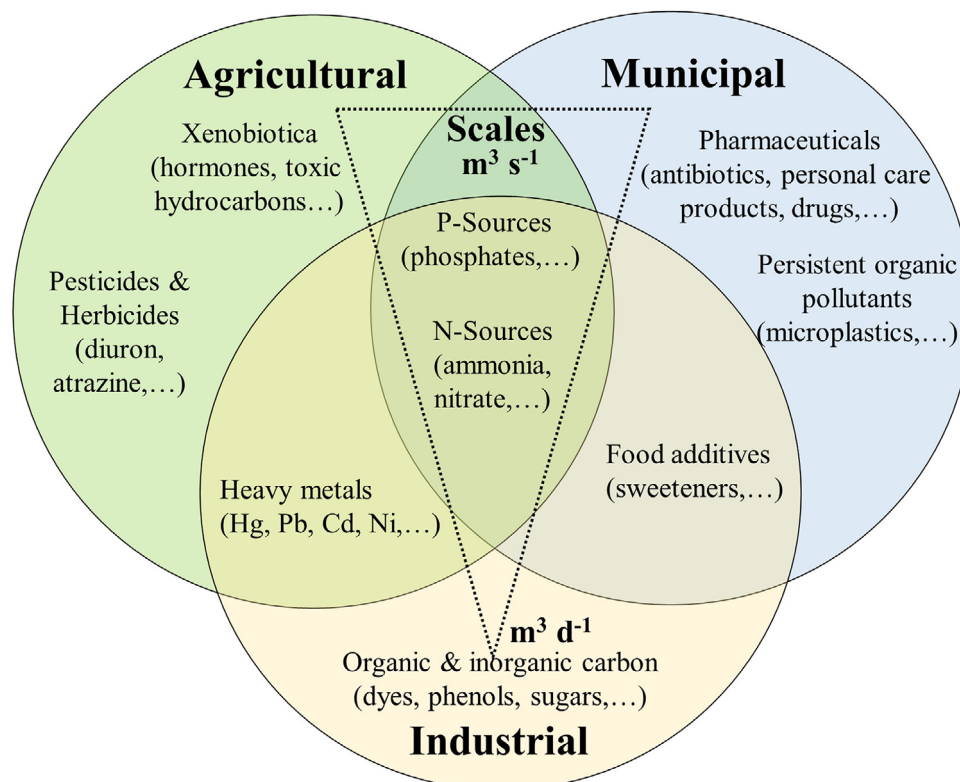 Agricultural
Municipal
Xenobiotica
(hormones, toxic
hydrocarbons…)
Scales
m³ s⁻¹
Pharmaceuticals
(antibiotics, personal care
products, drugs,…)
P-Sources
(phosphates,…)
Pesticides &
Herbicides
(diuron,
atrazine,…)
Persistent organic
pollutants
(microplastics,…)
N-Sources
(ammonia,
nitrate,…)
Heavy metals
(Hg, Pb, Cd, Ni,…)
Food additives
(sweeteners,…)
m³ d⁻¹
Organic & inorganic carbon
(dyes, phenols, sugars,…)
Industrial